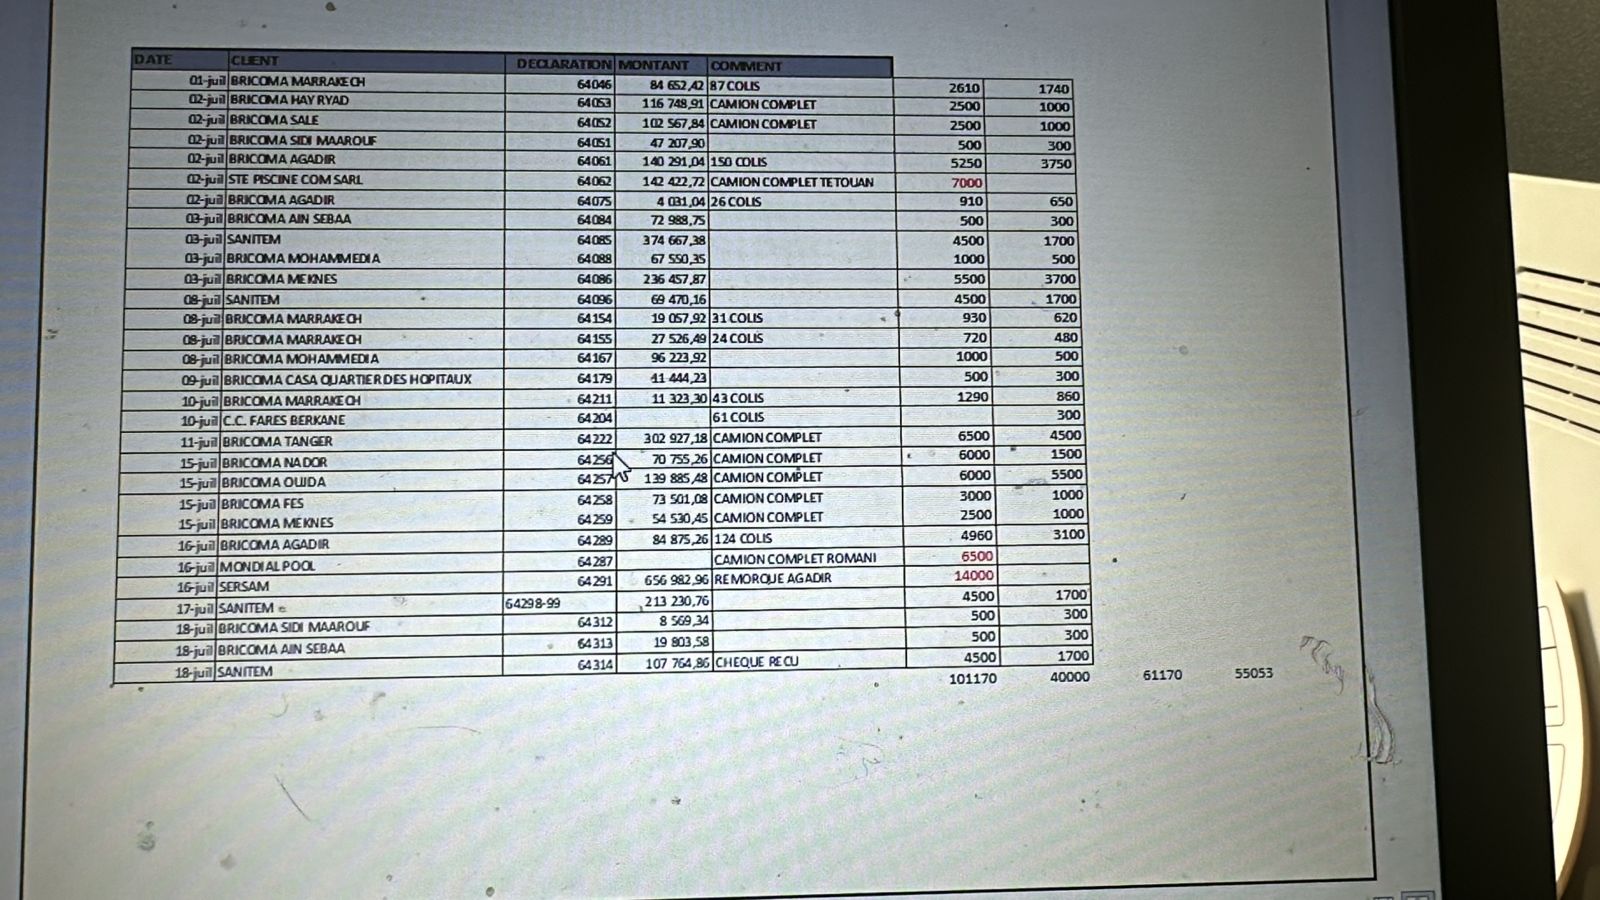 DATE CLIENT DECLARATION MONTANT COMMENT
01-juil BRICOMA MARRAKECH 64046 84 652,42 87 COLIS 2610 1740
02-juil BRICOMA HAY RYAD 64053 116 748,91 CAMION COMPLET 2500 1000
02-juil BRICOMA SALE 64052 102 567,84 CAMION COMPLET 2500 1000
02-juil BRICOMA SIDI MAAROUF 64051 47 207,90 500 300
02-juil BRICOMA AGADIR 64061 140 291,04 150 COLIS 5250 3750
02-juil STE PISCINE COM SARL 64062 142 422,72 CAMION COMPLET TETOUAN 7000
02-juil BRICOMA AGADIR 64075 4 031,04 26 COLIS 910 650
03-juil BRICOMA AIN SEBAA 64084 72 988,75 500 300
03-juil SANITEM 64085 374 667,38 4500 1700
03-juil BRICOMA MOHAMMEDIA 64088 67 550,35 1000 500
03-juil BRICOMA MEKNES 64086 236 457,87 5500 3700
08-juil SANITEM 64096 69 470,16 4500 1700
08-juil BRICOMA MARRAKECH 64154 19 057,92 31 COLIS 930 620
08-juil BRICOMA MARRAKECH 64155 27 526,49 24 COLIS 720 480
08-juil BRICOMA MOHAMMEDIA 64167 96 223,92 1000 500
09-juil BRICOMA CASA QUARTIER DES HOPITAUX 64179 11 444,23 500 300
10-juil BRICOMA MARRAKECH 64211 11 323,30 43 COLIS 1290 860
10-juil C.C. FARES BERKANE 64204 61 COLIS 300
11-juil BRICOMA TANGER 64222 302 927,18 CAMION COMPLET 6500 4500
15-juil BRICOMA NADOR 64256 70 755,26 CAMION COMPLET 6000 1500
15-juil BRICOMA OUJDA 64257 139 885,48 CAMION COMPLET 6000 5500
15-juil BRICOMA FES 64258 73 501,08 CAMION COMPLET 3000 1000
15-juil BRICOMA MEKNES 64259 54 530,45 CAMION COMPLET 2500 1000
16-juil BRICOMA AGADIR 64289 84 875,26 124 COLIS 4960 3100
16-juil MONDIAL POOL 64287 CAMION COMPLET ROMANI 6500
16-juil SERSAM 64291 656 982,96 REMORQUE AGADIR 14000
17-juil SANITEM 64298-99 213 230,76 4500 1700
18-juil BRICOMA SIDI MAAROUF 64312 8 569,34 500 300
18-juil BRICOMA AIN SEBAA 64313 19 803,58 500 300
18-juil SANITEM 64314 107 764,86 CHEQUE RECU 4500 1700
101170 40000 61170 55053